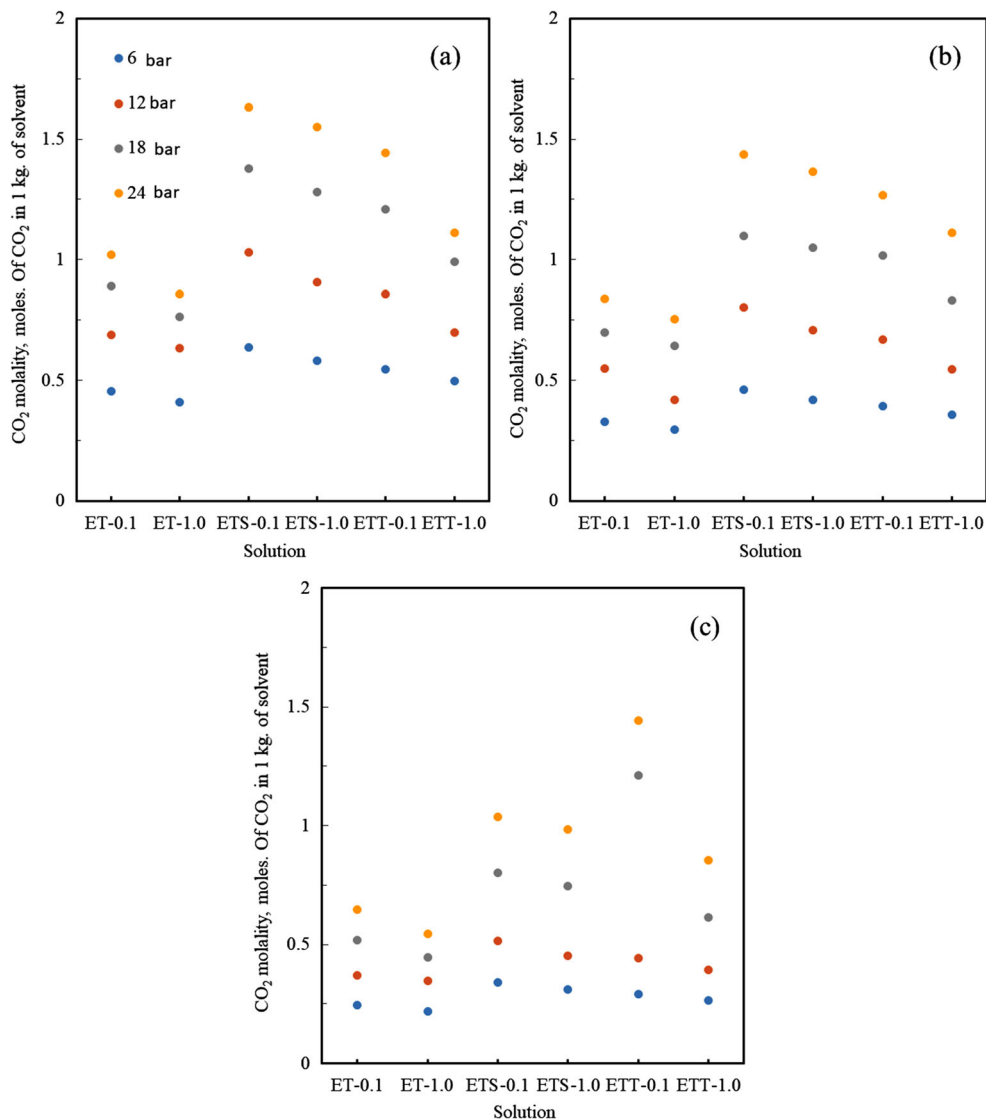 2
1.5
1
0.5
0
CO2 molality, moles. Of CO2 in 1 kg. of solvent
(a)
6 bar
12 bar
18 bar
24 bar
ET-0.1 ET-1.0 ETS-0.1 ETS-1.0 ETT-0.1 ETT-1.0
Solution
2
1.5
1
0.5
0
CO2 molality, moles. Of CO2 in 1 kg. of solvent
(b)
ET-0.1 ET-1.0 ETS-0.1 ETS-1.0 ETT-0.1 ETT-1.0
Solution
2
1.5
1
0.5
0
CO2 molality, moles. Of CO2 in 1 kg. of solvent
(c)
ET-0.1 ET-1.0 ETS-0.1 ETS-1.0 ETT-0.1 ETT-1.0
Solution